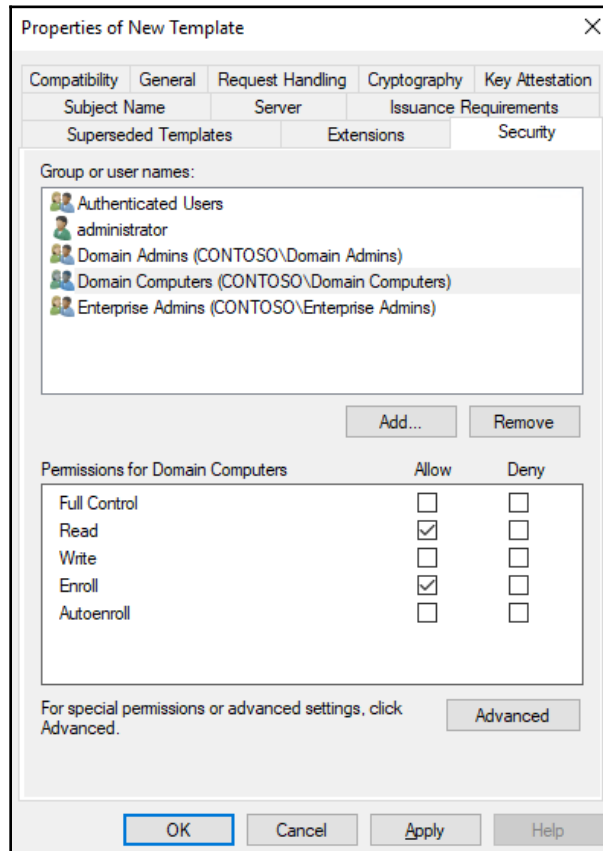 Properties of New Template
Compatibility General Request Handling Cryptography Key Attestation
Subject Name Server Issuance Requirements
Superseded Templates Extensions Security
Group or user names:
Authenticated Users
administrator
Domain Admins (CONTOSO\Domain Admins)
Domain Computers (CONTOSO\Domain Computers)
Enterprise Admins (CONTOSO\Enterprise Admins)
Add... Remove
Permissions for Domain Computers Allow Deny
Full Control
Read
Write
Enroll
Autoenroll
For special permissions or advanced settings, click
Advanced.
Advanced
OK Cancel Apply Help